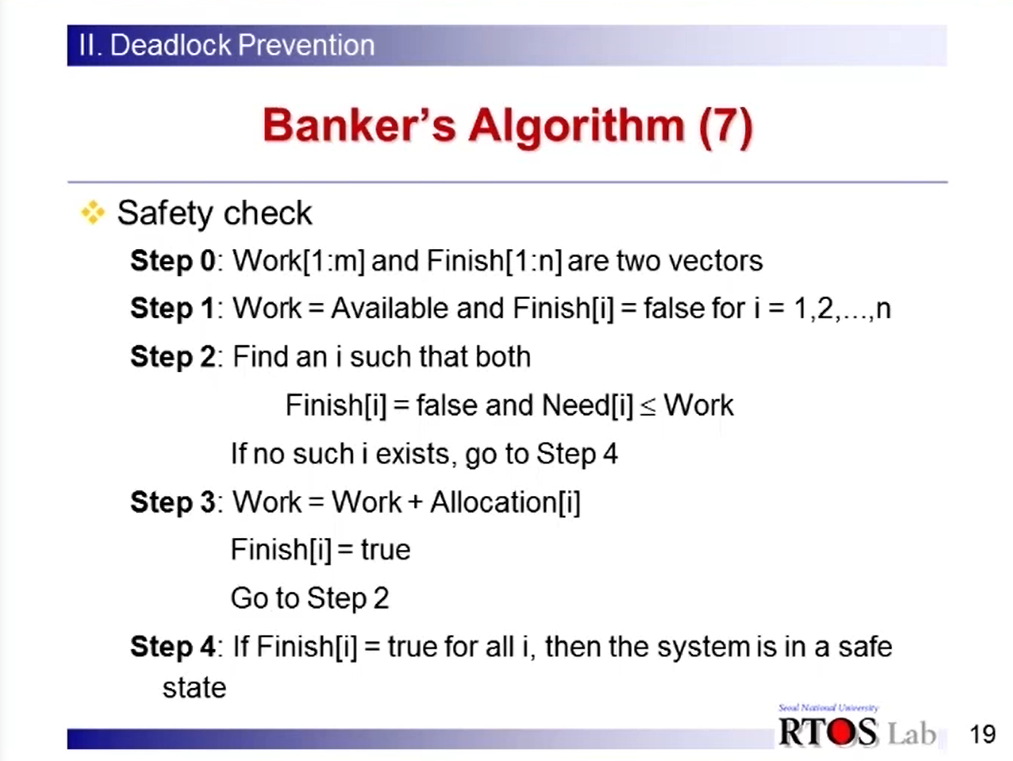 II. Deadlock Prevention
Banker's Algorithm (7)
Safety check
Step 0: Work[1:m] and Finish[1:n] are two vectors
Step 1: Work = Available and Finish[i] = false for i = 1,2,...,n
Step 2: Find an i such that both
Finish[i] = false and Need[i] ≤ Work
If no such i exists, go to Step 4
Step 3: Work = Work + Allocation[i]
Finish[i] = true
Go to Step 2
Step 4: If Finish[i] = true for all i, then the system is in a safe
state
Seoul National University
RTOS Lab
19